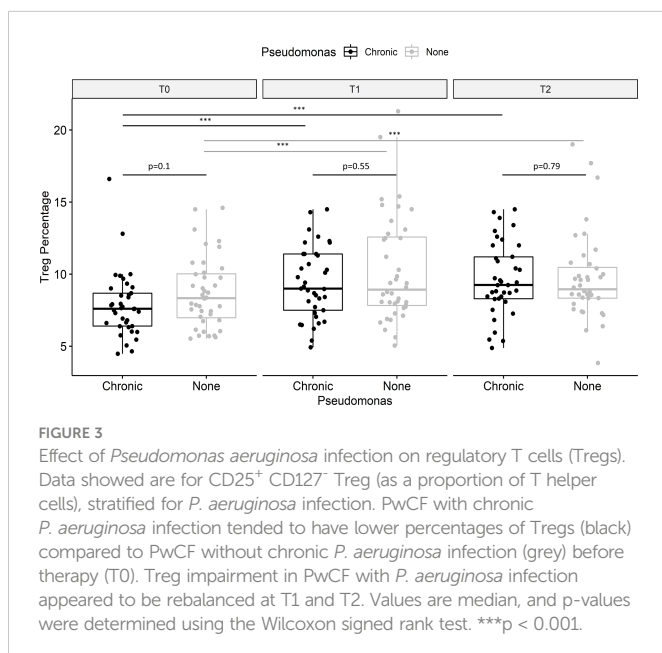 Pseudomonas Chronic None
T0 T1 T2
***
***
***
***
p=0.1 p=0.55 p=0.79
Treg Percentage
20
15
10
5
Chronic None Chronic None Chronic None
Pseudomonas
FIGURE 3
Effect of Pseudomonas aeruginosa infection on regulatory T cells (Tregs).
Data showed are for CD25⁺ CD127⁻ Treg (as a proportion of T helper
cells), stratified for P. aeruginosa infection. PwCF with chronic
P. aeruginosa infection tended to have lower percentages of Tregs (black)
compared to PwCF without chronic P. aeruginosa infection (grey) before
therapy (T0). Treg impairment in PwCF with P. aeruginosa infection
appeared to be rebalanced at T1 and T2. Values are median, and p-values
were determined using the Wilcoxon signed rank test. ***p < 0.001.